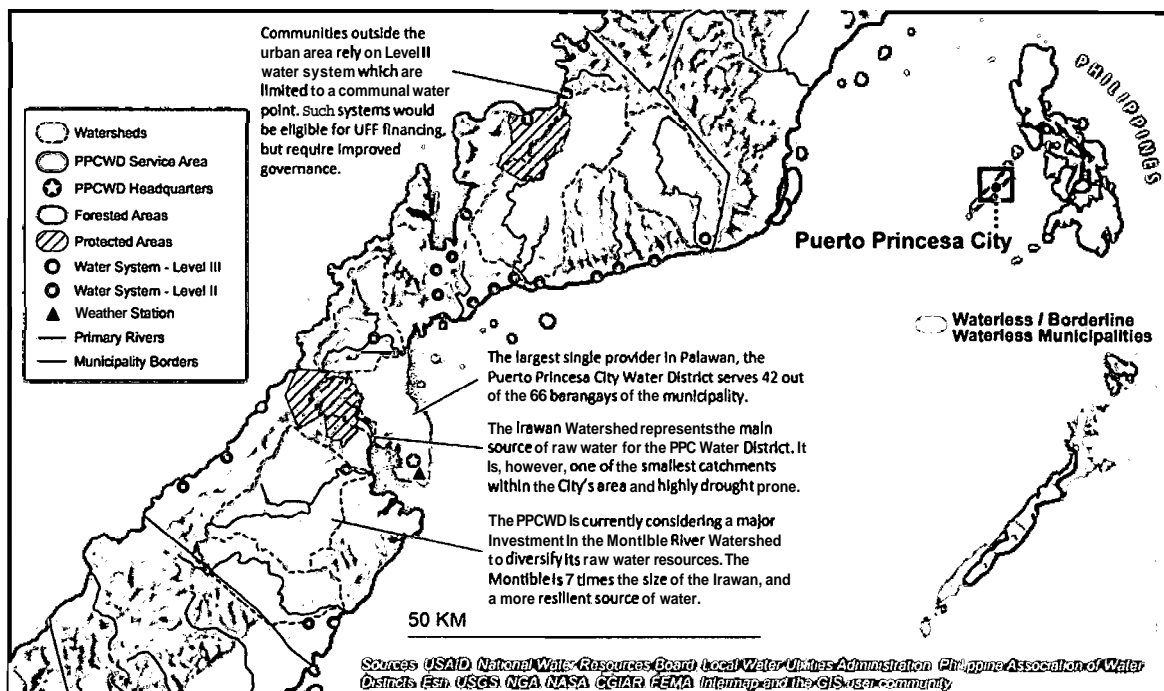 Communities outside the
urban area rely on Level II
water system which are
limited to a communal water
point. Such systems would
be eligible for UFF financing,
but require improved
governance.
Watersheds
PPCWD Service Area
PPCWD Headquarters
Forested Areas
Protected Areas
Water System - Level III
Water System - Level II
Weather Station
Primary Rivers
Municipality Borders
PHILIPPINES
Puerto Princesa City
Waterless / Borderline
Waterless Municipalities
The largest single provider in Palawan, the
Puerto Princesa City Water District serves 42 out
of the 66 barangays of the municipality.
The Irawan Watershed represents the main
source of raw water for the PPC Water District. It
is, however, one of the smallest catchments
within the City's area and highly drought prone.
The PPCWD is currently considering a major
investment in the Montible River Watershed
to diversify its raw water resources. The
Montible is 7 times the size of the Irawan, and
a more resilient source of water.
50 KM
Sources USAID National Water Resources Board Local Water Utilities Administration Philippine Association of Water
Districts Esri USGS NGA NASA CGIAR FEMA Intermap and the GIS user community